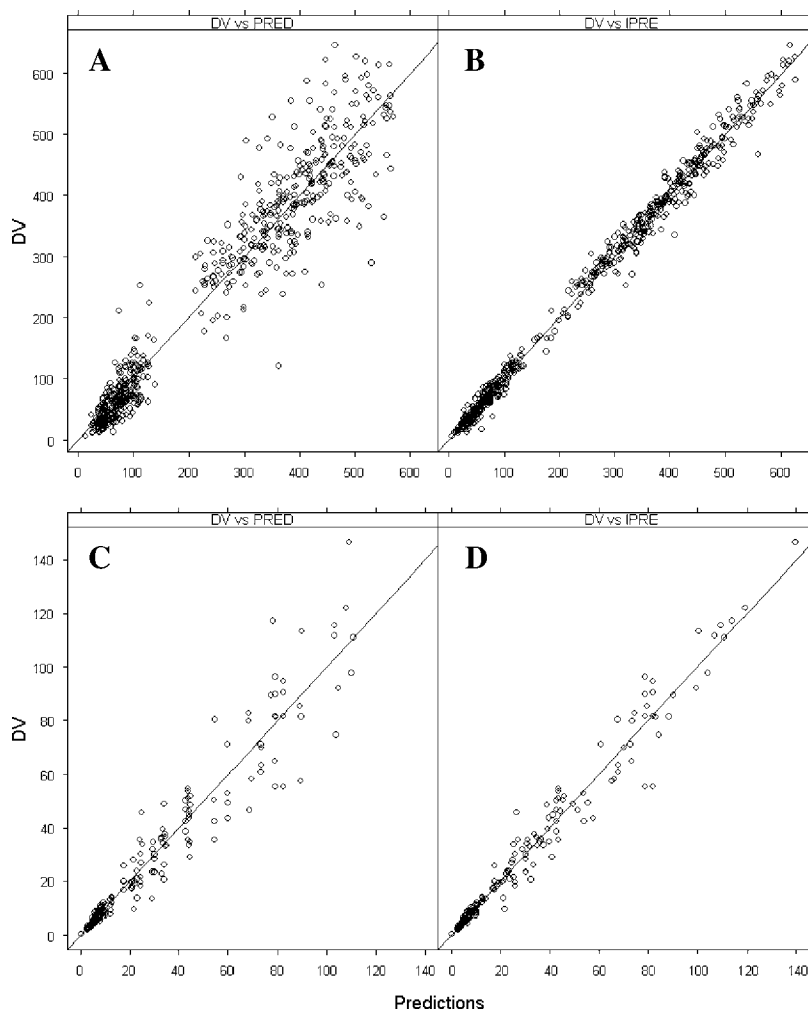 DV vs PRED
DV vs IPRE
A
B
600
500
400
300
200
100
0
DV
0 100 200 300 400 500 600
0 100 200 300 400 500 600
DV vs PRED
DV vs IPRE
C
D
140
120
100
80
60
40
20
0
DV
0 20 40 60 80 100 120 140
0 20 40 60 80 100 120 140
Predictions